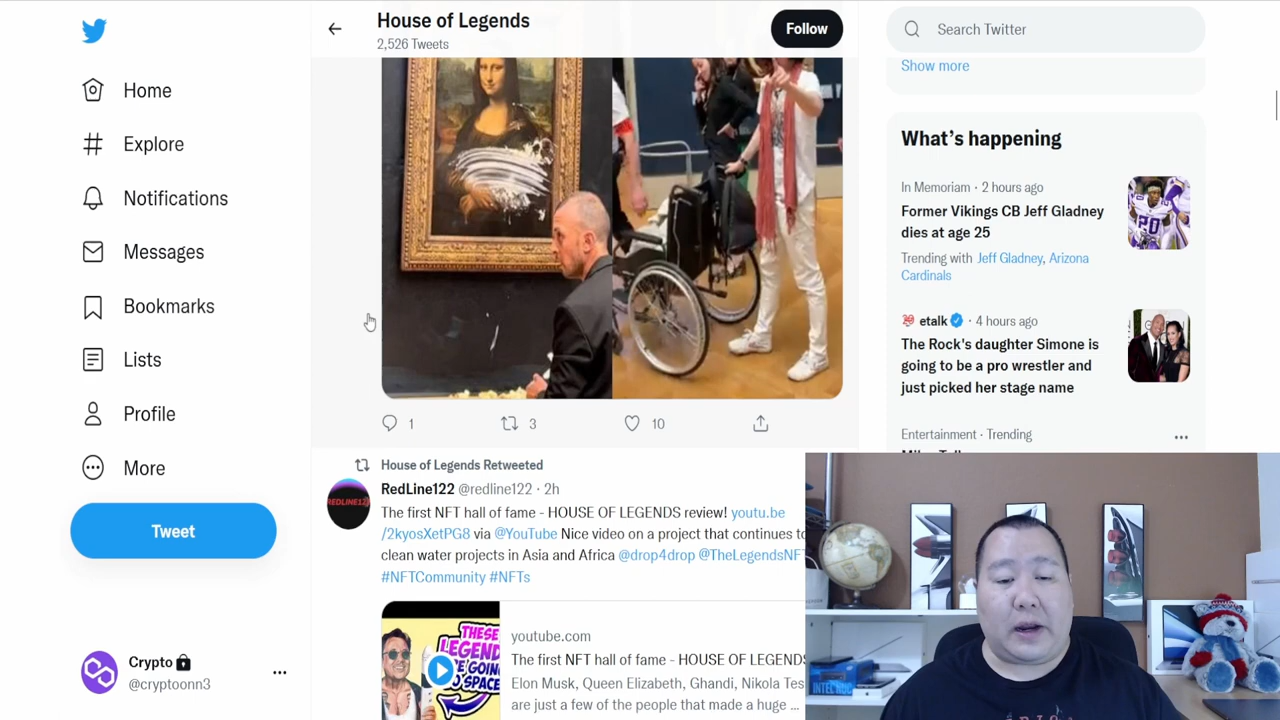 House of Legends
2,526 Tweets
Follow
Search Twitter
Home
Explore
Notifications
Messages
Bookmarks
Lists
Profile
More
Tweet
Crypto
@cryptoonn3
1
3
10
House of Legends Retweeted
RedLine122 @redline122 · 2h
The first NFT hall of fame - HOUSE OF LEGENDS review! youtu.be
/2kyosXetPG8 via @YouTube Nice video on a project that continues to
clean water projects in Asia and Africa @drop4drop @TheLegendsNFT
#NFTCommunity #NFTs
REDLINE12
THESE
LEGEND
GOIN
SPACE
youtube.com
The first NFT hall of fame - HOUSE OF LEGENDS
Elon Musk, Queen Elizabeth, Ghandi, Nikola Tes
are just a few of the people that made a huge ...
Show more
What's happening
In Memoriam · 2 hours ago
Former Vikings CB Jeff Gladney
dies at age 25
Trending with Jeff Gladney, Arizona
Cardinals
20
etalk · 4 hours ago
The Rock's daughter Simone is
going to be a pro wrestler and
just picked her stage name
Entertainment · Trending
INTEL NUC